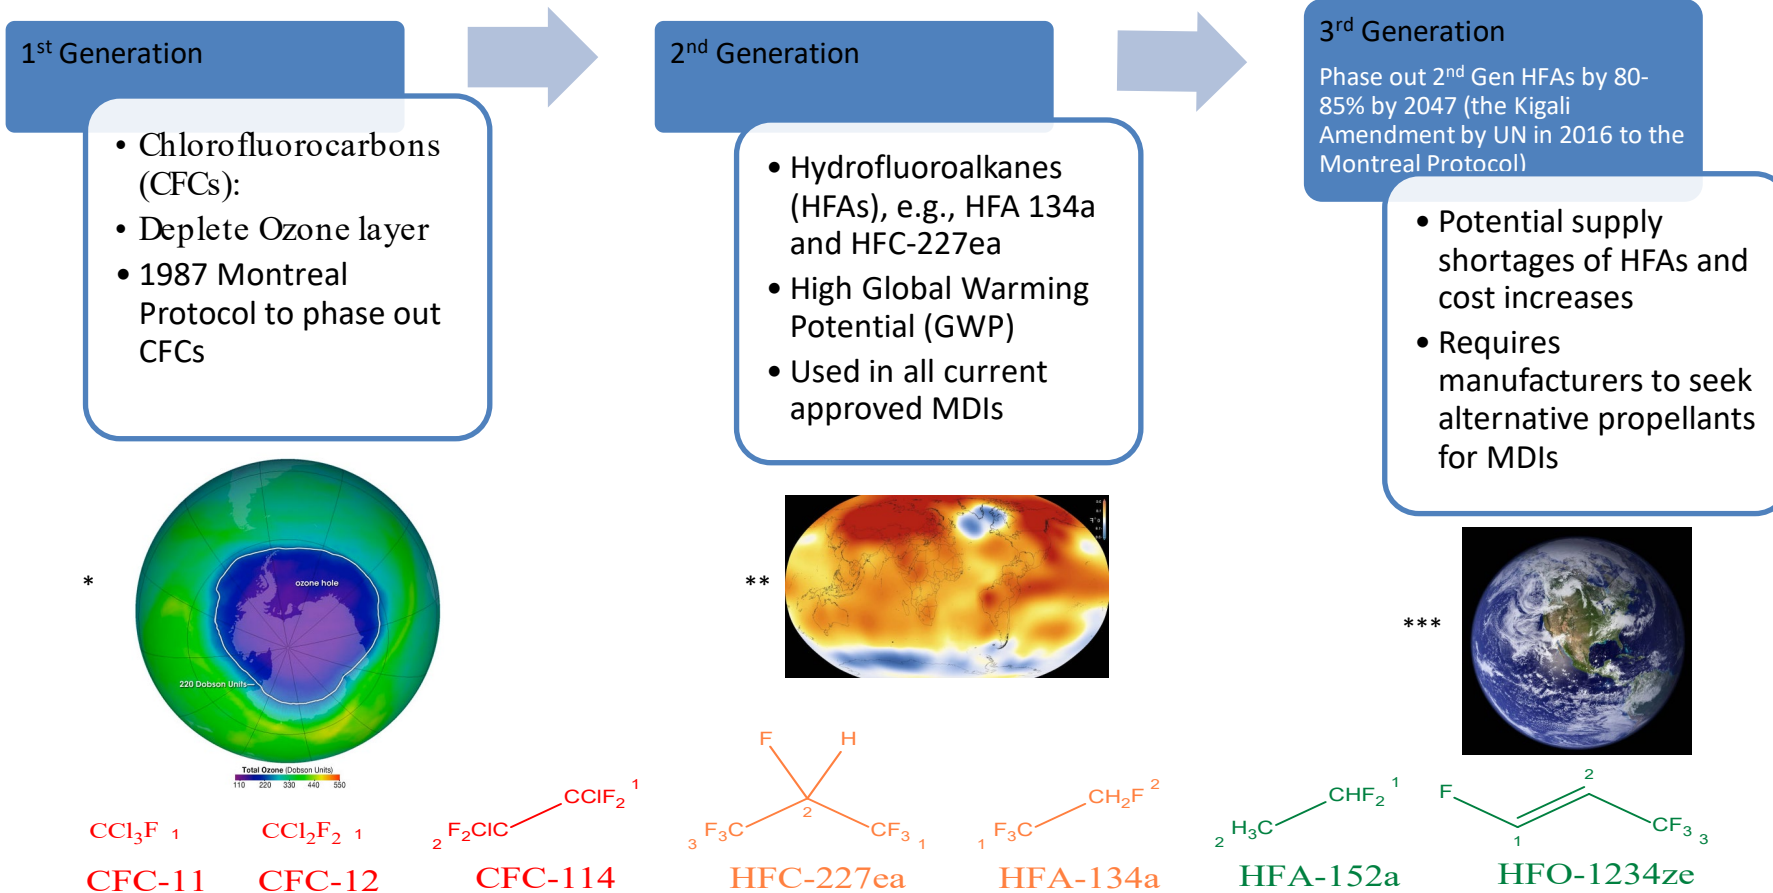 1st Generation
• Chlorofluorocarbons
(CFCs):
• Deplete Ozone layer
• 1987 Montreal
Protocol to phase out
CFCs
2nd Generation
• Hydrofluoroalkanes
(HFAs), e.g., HFA 134a
and HFC-227ea
• High Global Warming
Potential (GWP)
• Used in all current
approved MDIs
3rd Generation
Phase out 2nd Gen HFAs by 80-
85% by 2047 (the Kigali
Amendment by UN in 2016 to the
Montreal Protocol)
• Potential supply
shortages of HFAs and
cost increases
• Requires
manufacturers to seek
alternative propellants
for MDIs
*
ozone hole
220 Dobson Units
Total Ozone (Dobson Units)
110 220 330 440 550
**
***
CCl3F 1
CFC-11
CCl2F2 1
CFC-12
CClF2 1
2 F2ClC
CFC-114
F H
2
3 F3C CF3 1
HFC-227ea
CH2F 2
1 F3C
HFA-134a
CHF2 1
2 H3C
HFA-152a
F 2
1 CF3 3
HFO-1234ze